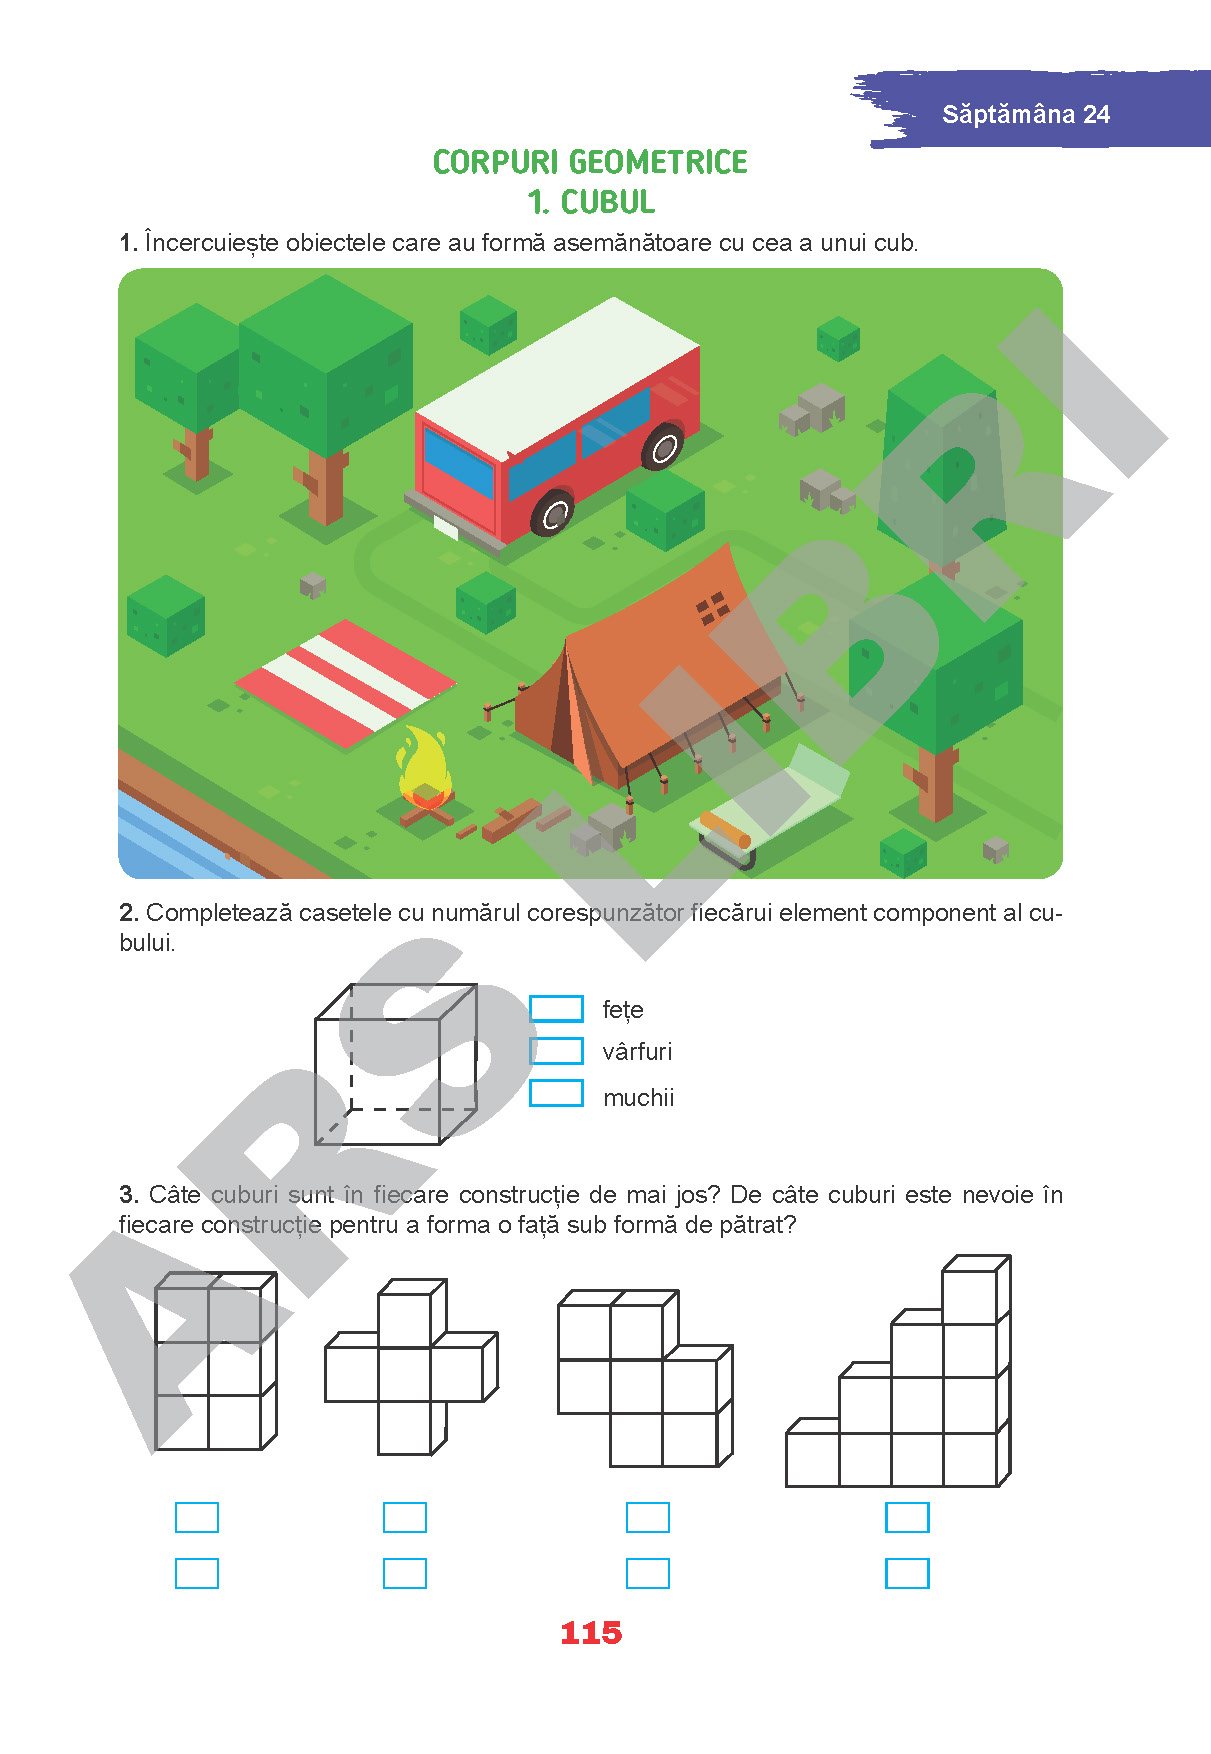 Săptămâna 24
CORPURI GEOMETRICE
1. CUBUL
1. Încercuiește obiectele care au formă asemănătoare cu cea a unui cub.
2. Completează casetele cu numărul corespunzător fiecărui element component al cu-
bului.
fețe
vârfuri
muchii
3. Câte cuburi sunt în fiecare construcție de mai jos? De câte cuburi este nevoie în
fiecare construcție pentru a forma o față sub formă de pătrat?
115
ARS LIBRI